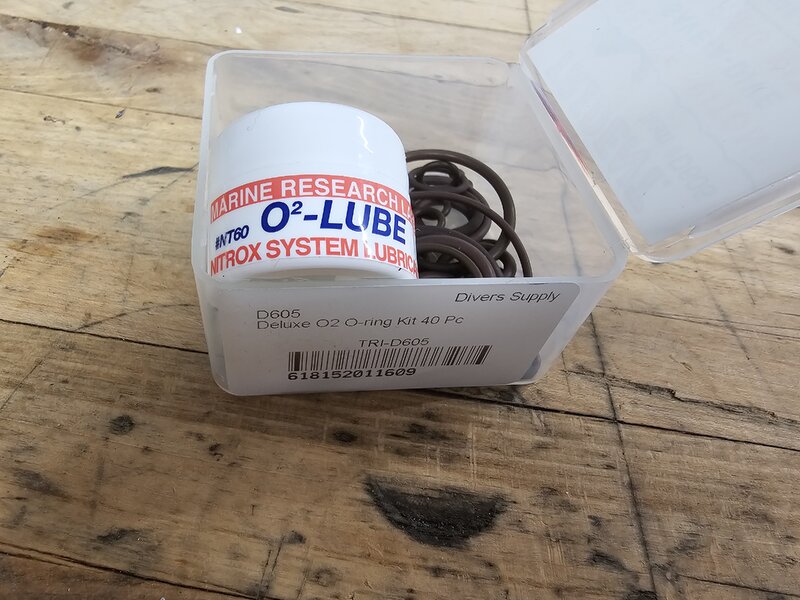 MARINE RESEARCH
#NT60 O²-LUBE
NITROX SYSTEM LUBRICA
Divers Supply
D605
Deluxe O2 O-ring Kit 40 Pc
TRI-D605
618152011609